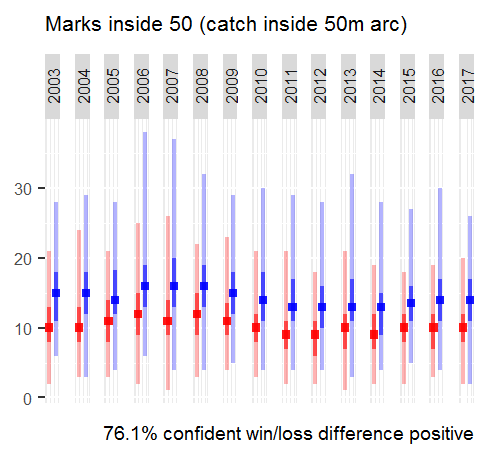 Marks inside 50 (catch inside 50m arc)
2003 2004 2005 2006 2007 2008 2009 2010 2011 2012 2013 2014 2015 2016 2017
30
20
10
0
76.1% confident win/loss difference positive